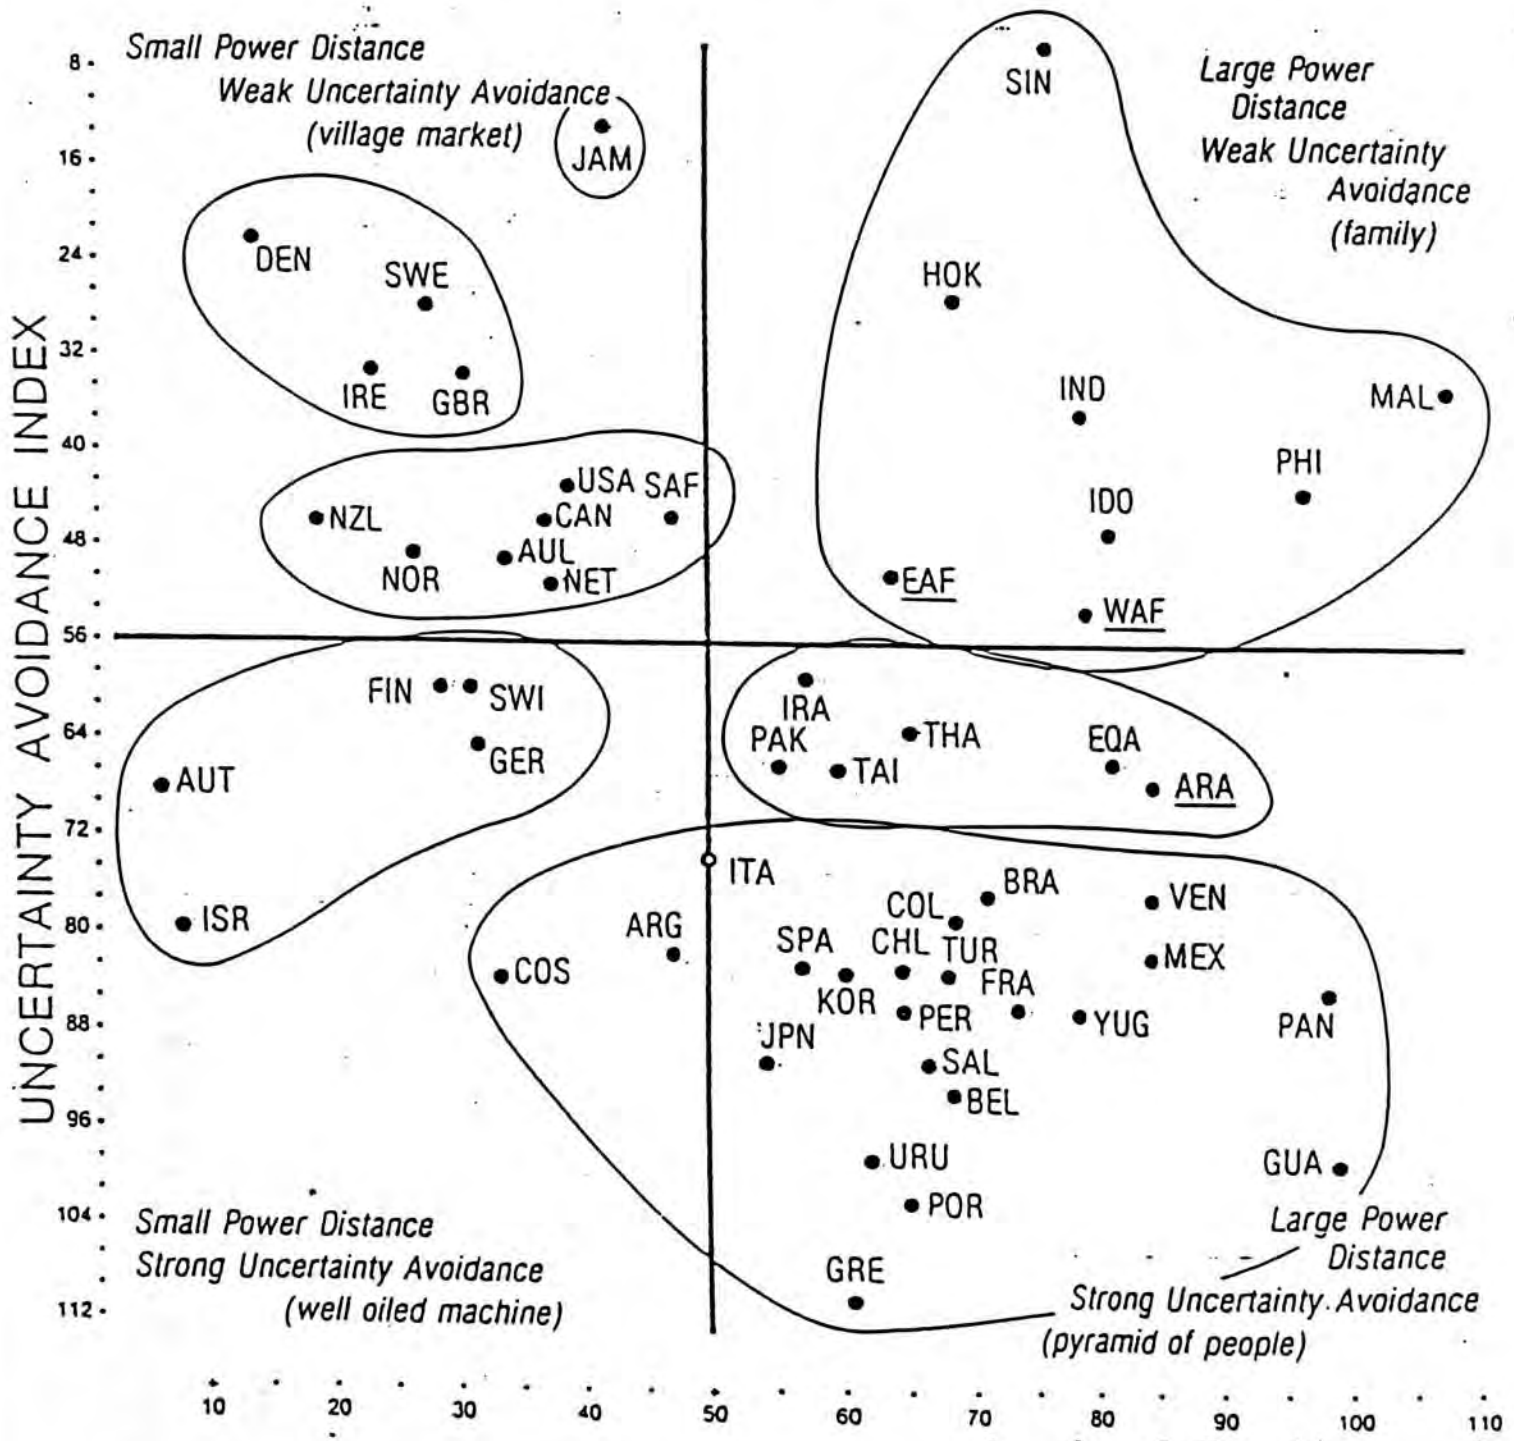 Small Power Distance
Weak Uncertainty Avoidance
(village market)
Large Power
Distance
Weak Uncertainty
Avoidance
(family)
UNCERTAINTY AVOIDANCE INDEX
8
16
24
32
40
48
56
64
72
80
88
96
104
112
SIN
JAM
DEN
SWE
HOK
IRE
GBR
IND
MAL
USA
SAF
PHI
NZL
CAN
IDO
NOR
AUL
NET
EAF
WAF
FIN
SWI
IRA
GER
PAK
THA
EQA
AUT
TAI
ARA
ITA
BRA
VEN
ISR
ARG
COL
COS
SPA
CHL
TUR
MEX
KOR
FRA
JPN
PER
YUG
PAN
SAL
BEL
URU
GUA
POR
GRE
Small Power Distance
Strong Uncertainty Avoidance
(well oiled machine)
Large Power
Distance
Strong Uncertainty Avoidance
(pyramid of people)
10 20 30 40 50 60 70 80 90 100 110